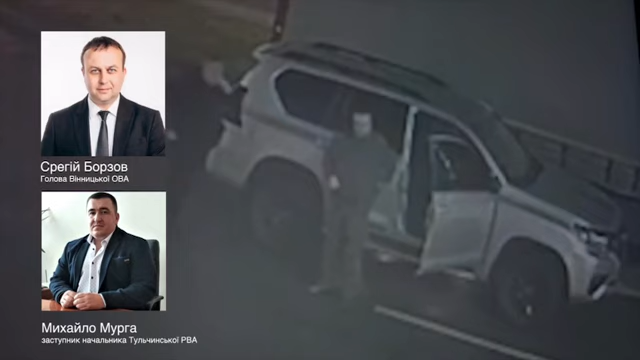 Срегій Борзов
Голова Вінницької ОВА
Михайло Мурга
заступник начальника Тульчинської РВА